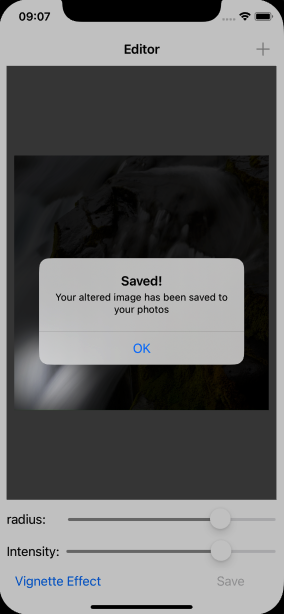 09:07
Editor
Saved!
Your altered image has been saved to
your photos
OK
radius:
Intensity:
Vignette Effect Save